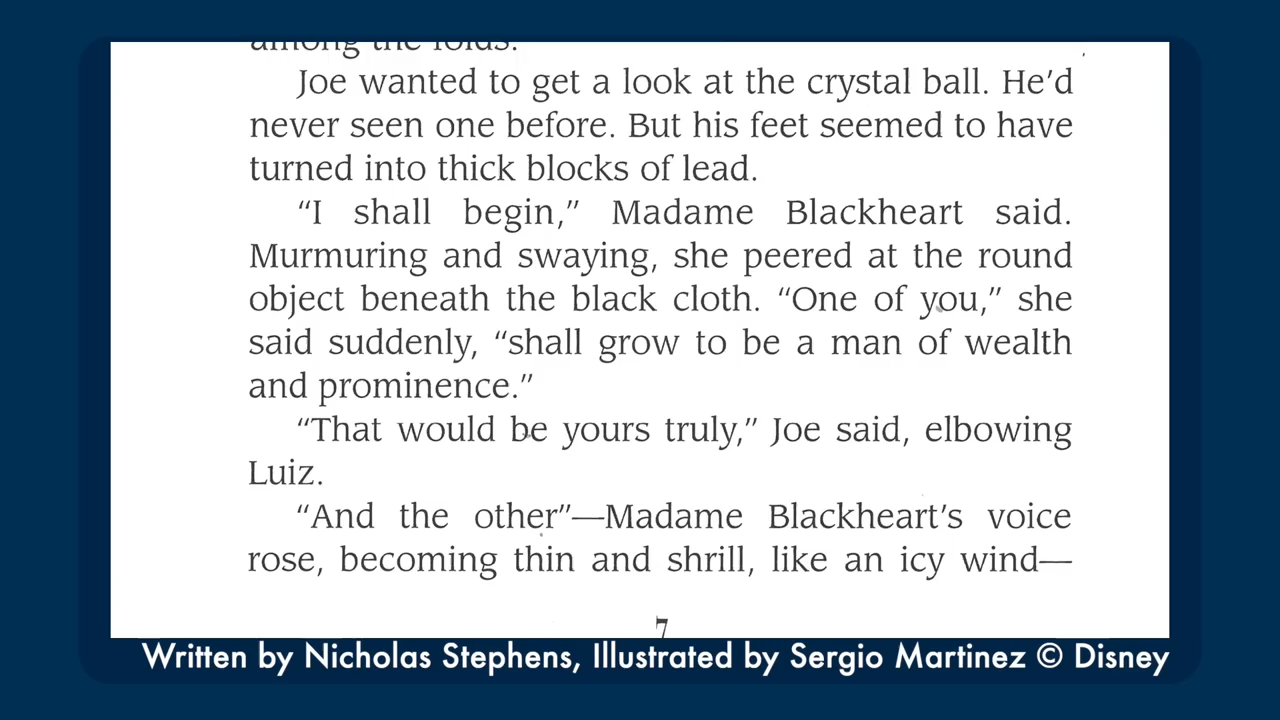 among the folds.
Joe wanted to get a look at the crystal ball. He’d
never seen one before. But his feet seemed to have
turned into thick blocks of lead.
“I shall begin,” Madame Blackheart said.
Murmuring and swaying, she peered at the round
object beneath the black cloth. “One of you,” she
said suddenly, “shall grow to be a man of wealth
and prominence.”
“That would be yours truly,” Joe said, elbowing
Luiz.
“And the other”—Madame Blackheart’s voice
rose, becoming thin and shrill, like an icy wind—
7
Written by Nicholas Stephens, Illustrated by Sergio Martinez © Disney